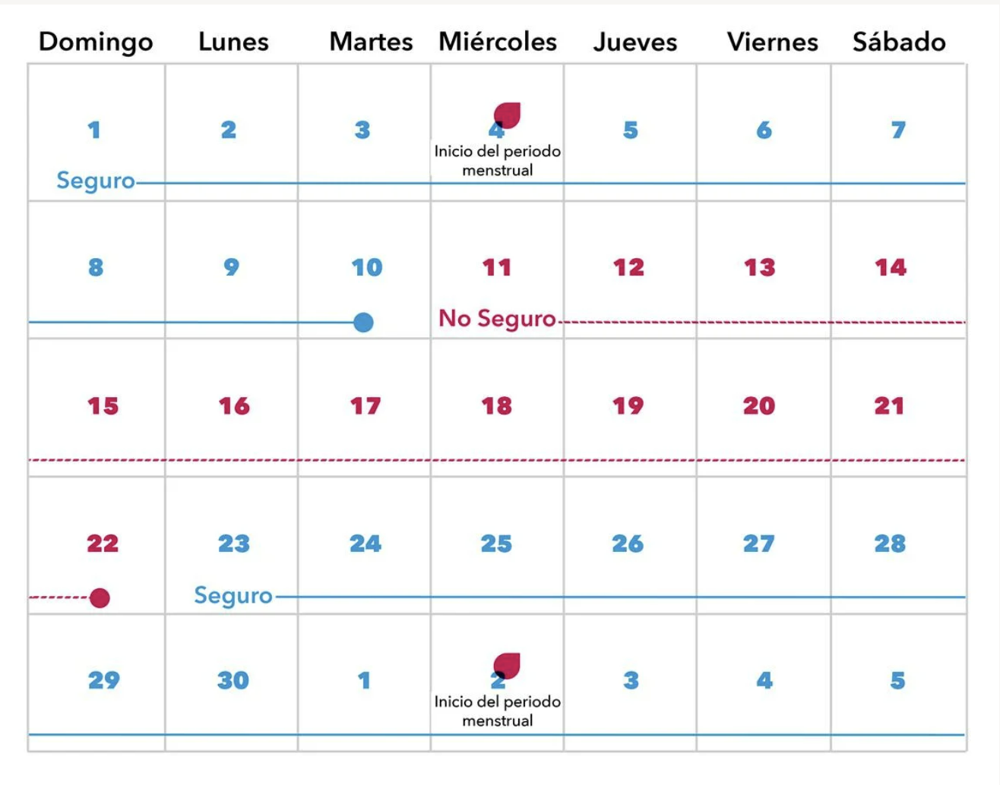 Domingo Lunes Martes Miércoles Jueves Viernes Sábado
1 2 3 4 5 6 7
Inicio del periodo
menstrual
Seguro
8 9 10 11 12 13 14
No Seguro
15 16 17 18 19 20 21
22 23 24 25 26 27 28
Seguro
29 30 1 2 3 4 5
Inicio del periodo
menstrual